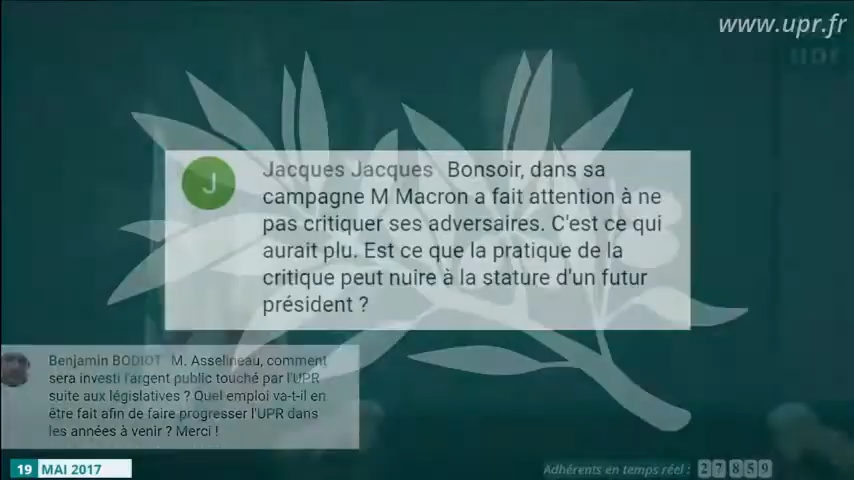 www.upr.fr
J
Jacques Jacques Bonsoir, dans sa
campagne M Macron a fait attention à ne
pas critiquer ses adversaires. C'est ce qui
aurait plu. Est ce que la pratique de la
critique peut nuire à la stature d'un futur
président ?
Benjamin BODIOT M. Asselineau, comment
sera investi l'argent public touché par l'UPR
suite aux législatives ? Quel emploi va-t-il en
être fait afin de faire progresser l'UPR dans
les années à venir ? Merci !
19 MAI 2017
Adhérents en temps réel : 27859